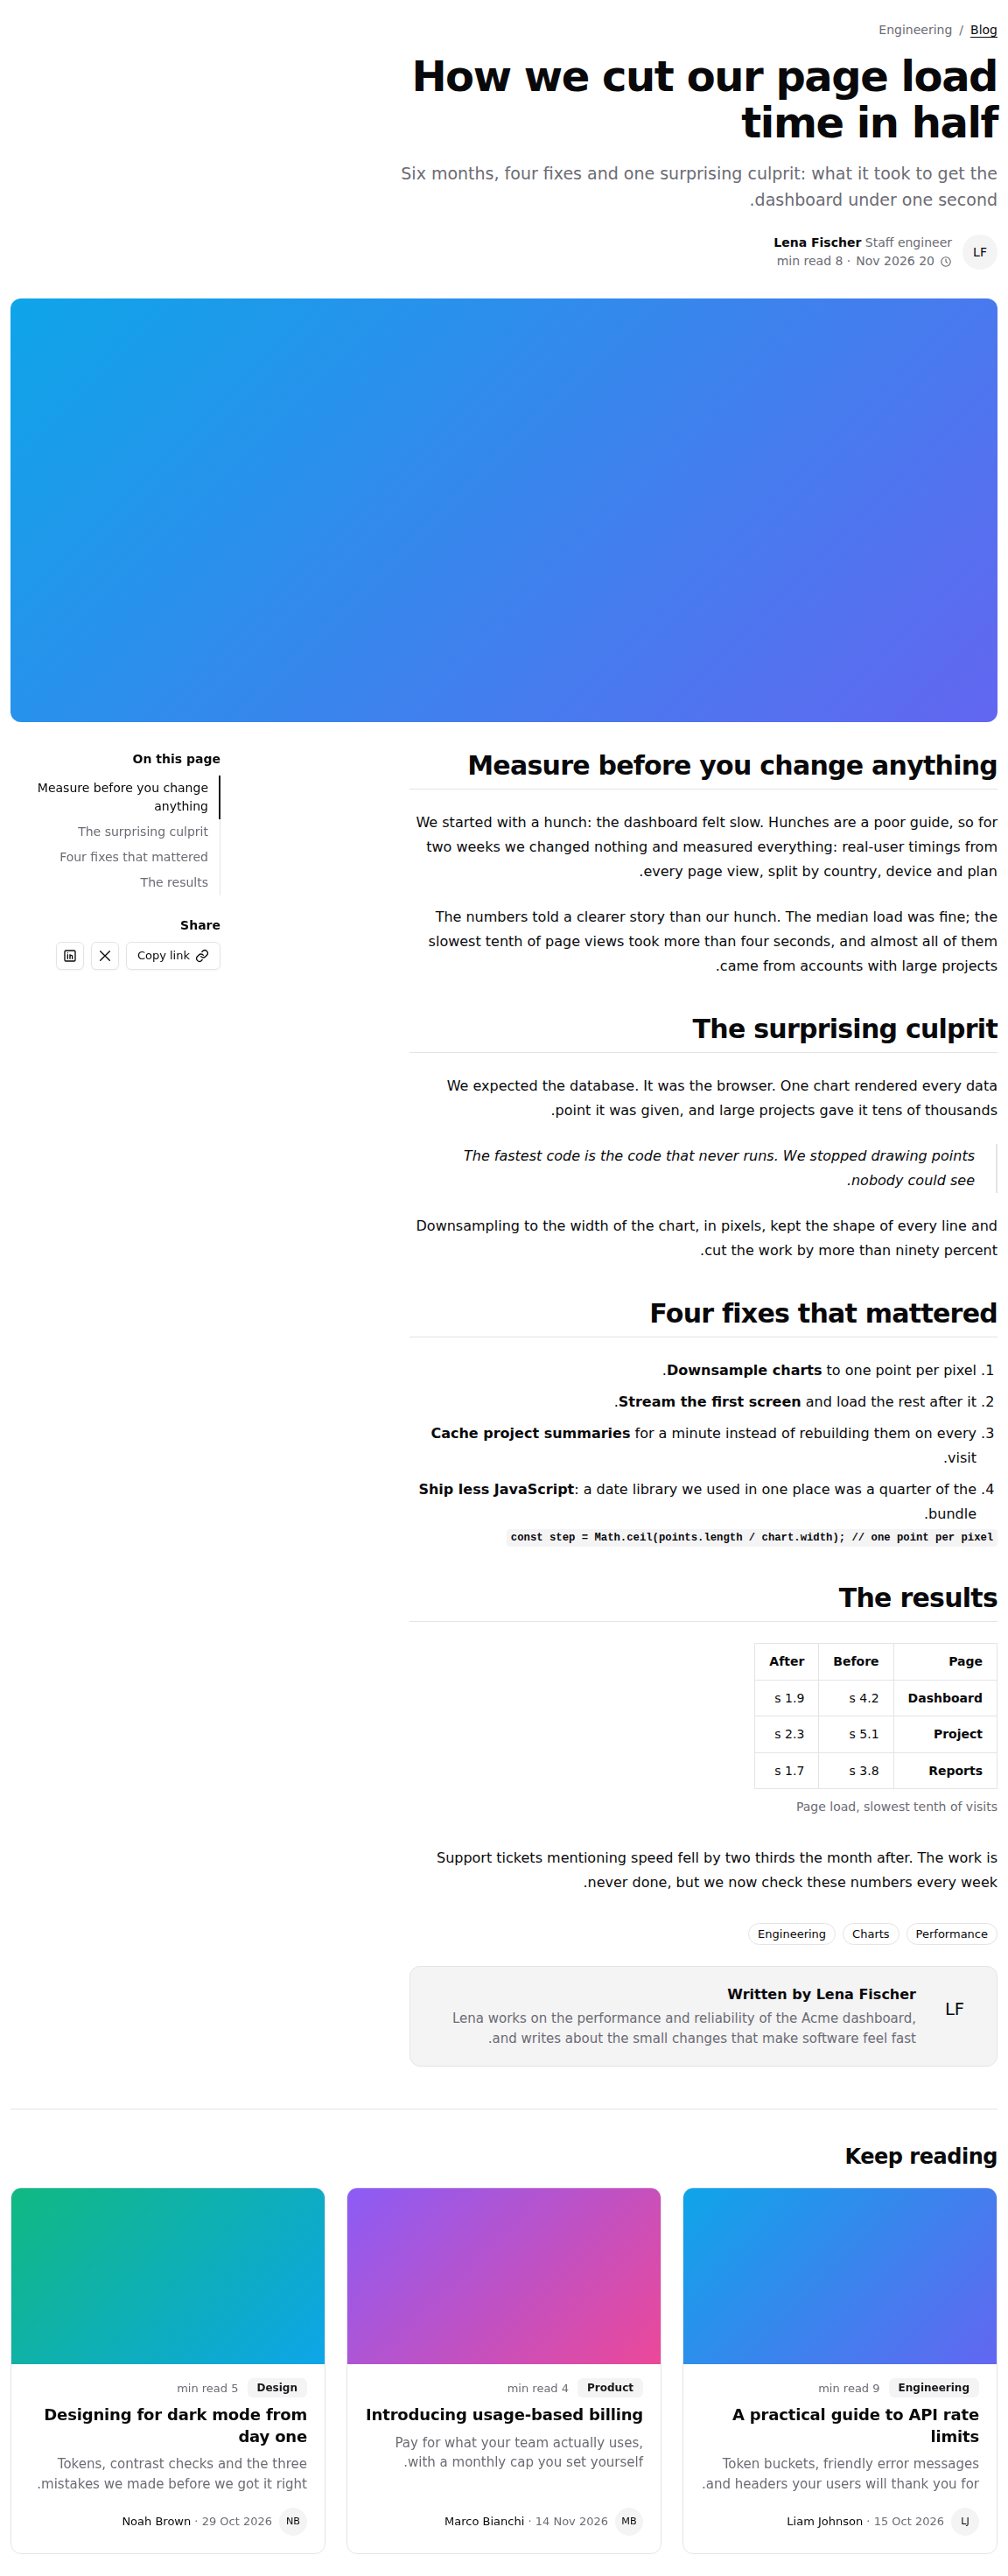 Engineering / Blog
How we cut our page load
time in half
Six months, four fixes and one surprising culprit: what it took to get the
.dashboard under one second
Lena Fischer Staff engineer
LF
min read 8 · Nov 2026 20
Measure before you change anything
We started with a hunch: the dashboard felt slow. Hunches are a poor guide, so for
two weeks we changed nothing and measured everything: real-user timings from
.every page view, split by country, device and plan
The numbers told a clearer story than our hunch. The median load was fine; the
slowest tenth of page views took more than four seconds, and almost all of them
.came from accounts with large projects
The surprising culprit
We expected the database. It was the browser. One chart rendered every data
.point it was given, and large projects gave it tens of thousands
The fastest code is the code that never runs. We stopped drawing points
.nobody could see
Downsampling to the width of the chart, in pixels, kept the shape of every line and
.cut the work by more than ninety percent
Four fixes that mattered
.Downsample charts to one point per pixel .1
.Stream the first screen and load the rest after it .2
Cache project summaries for a minute instead of rebuilding them on every .3
.visit
Ship less JavaScript: a date library we used in one place was a quarter of the .4
.bundle
const step = Math.ceil(points.length / chart.width); // one point per pixel
The results
After Before Page
s 1.9 s 4.2 Dashboard
s 2.3 s 5.1 Project
s 1.7 s 3.8 Reports
Page load, slowest tenth of visits
Support tickets mentioning speed fell by two thirds the month after. The work is
.never done, but we now check these numbers every week
Engineering Charts Performance
Written by Lena Fischer
LF
Lena works on the performance and reliability of the Acme dashboard,
.and writes about the small changes that make software feel fast
On this page
Measure before you change
anything
The surprising culprit
Four fixes that mattered
The results
Share
Copy link
Keep reading
min read 9 Engineering
A practical guide to API rate
limits
Token buckets, friendly error messages
.and headers your users will thank you for
Liam Johnson · 15 Oct 2026 LJ
min read 4 Product
Introducing usage-based billing
Pay for what your team actually uses,
.with a monthly cap you set yourself
Marco Bianchi · 14 Nov 2026 MB
min read 5 Design
Designing for dark mode from
day one
Tokens, contrast checks and the three
.mistakes we made before we got it right
Noah Brown · 29 Oct 2026 NB